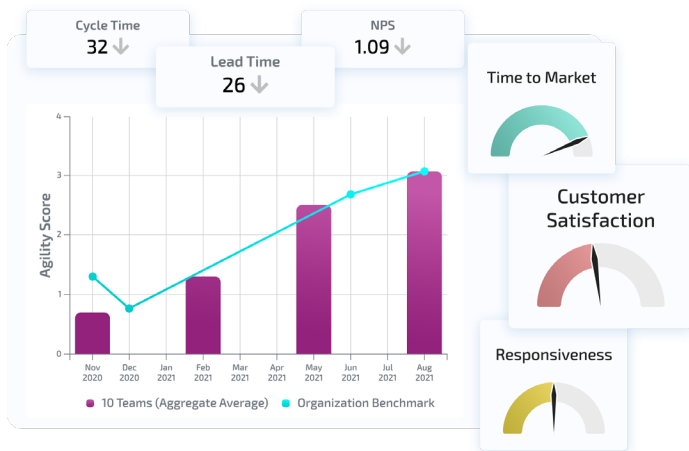 Cycle Time
32
NPS
1.09
Lead Time
26
Time to Market
Customer
Satisfaction
Responsiveness
Agility Score
4
3
2
1
0
Nov
2020
Dec
2020
Jan
2021
Feb
2021
Mar
2021
Apr
2021
May
2021
Jun
2021
Jul
2021
Aug
2021
10 Teams (Aggregate Average)
Organization Benchmark